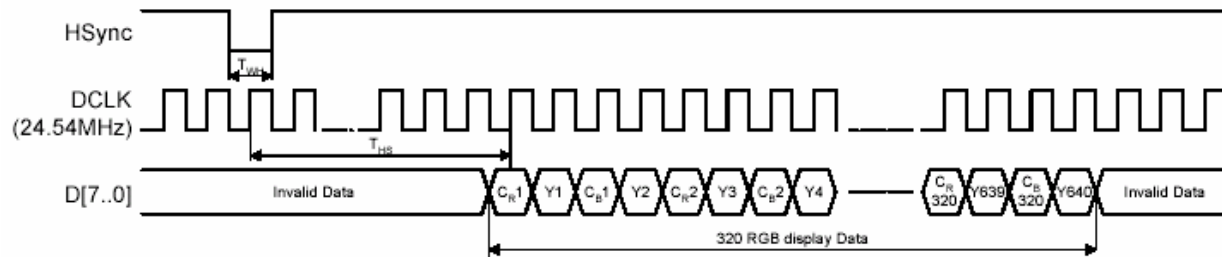 HSync
T_WH
DCLK
(24.54MHz)
T_HS
D[7..0] Invalid Data C_R1 Y1 C_B1 Y2 C_R2 Y3 C_B2 Y4 C_R 320 Y639 C_B 320 Y640 Invalid Data
320 RGB display Data